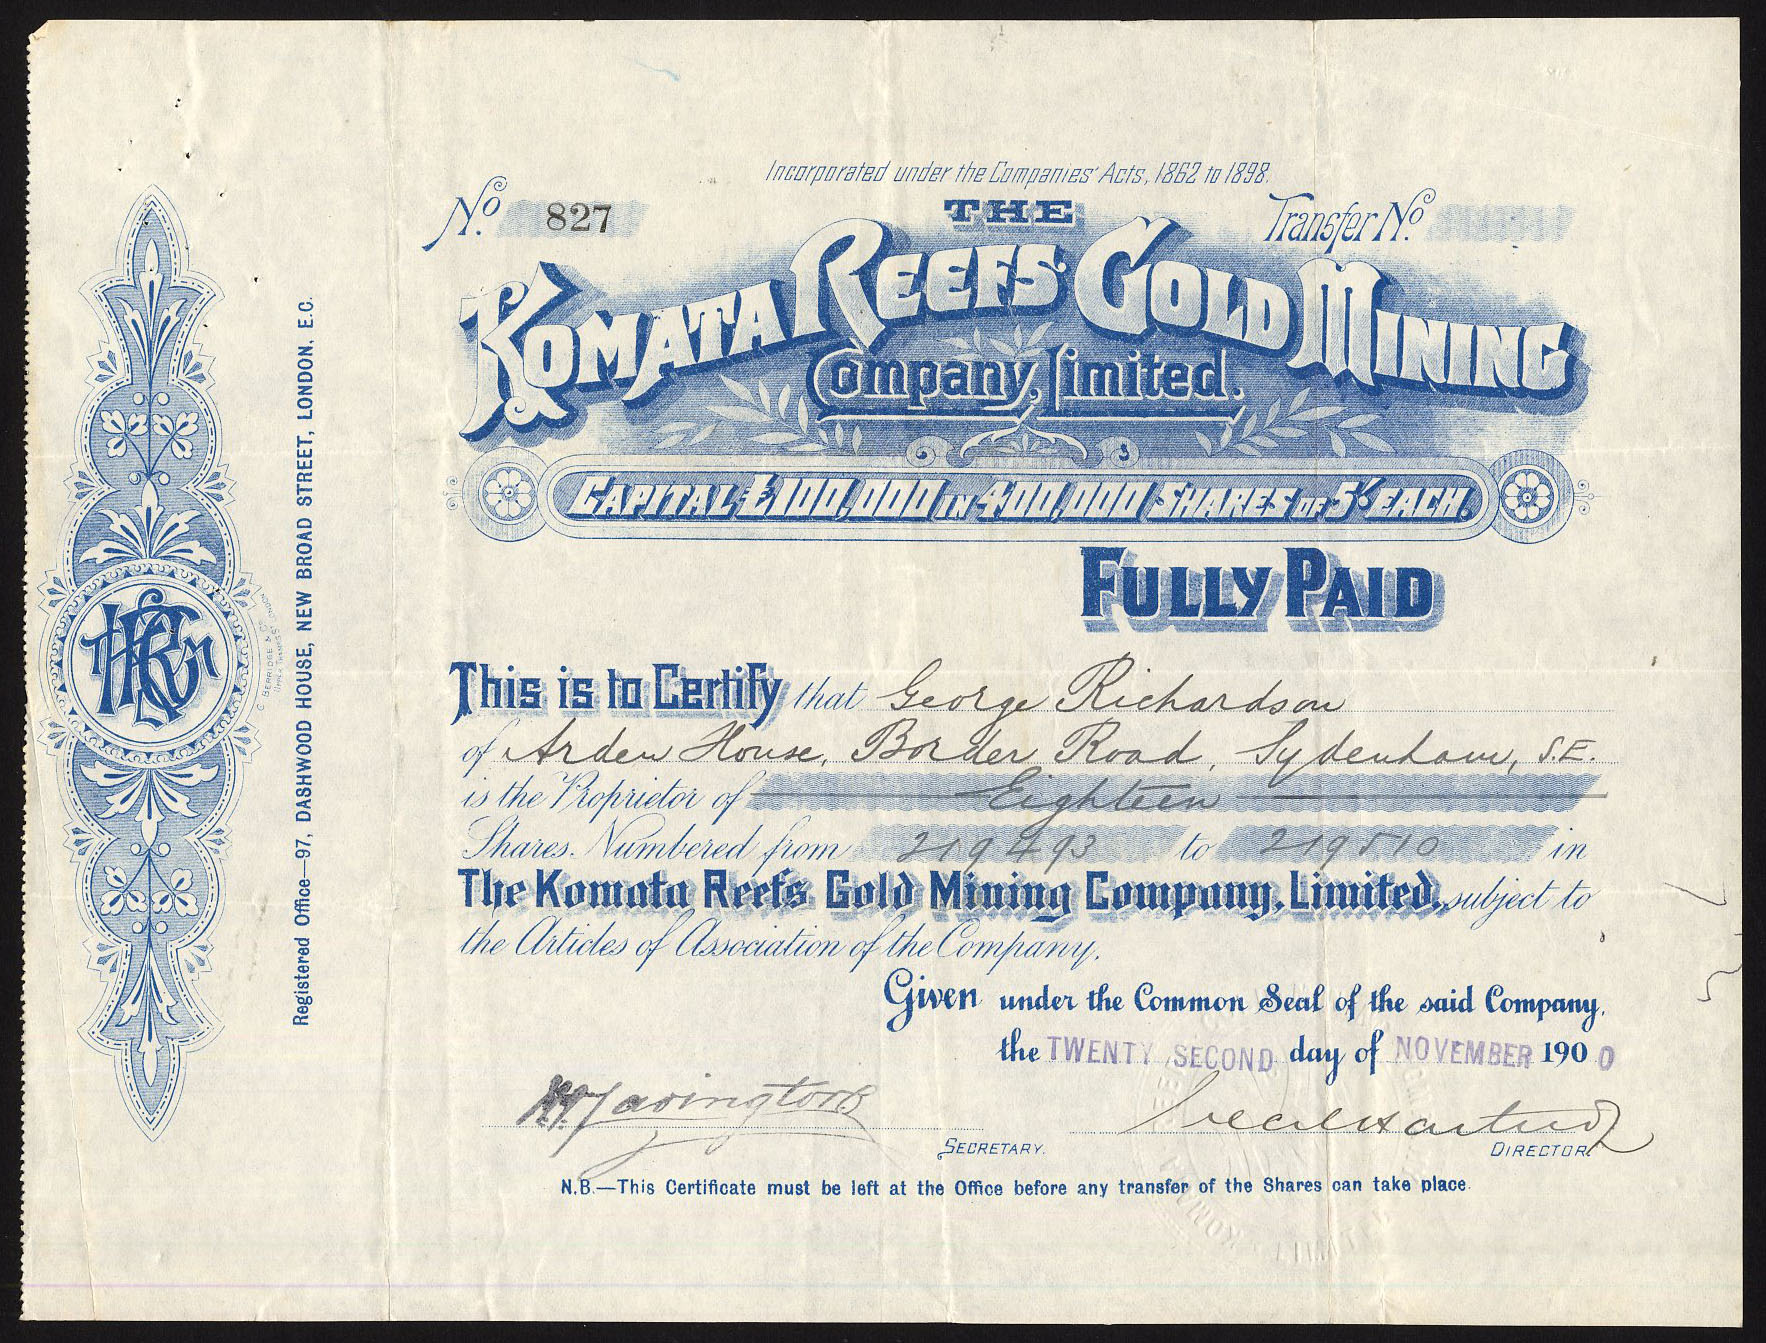 Incorporated under the Companies' Acts, 1862 to 1898.
No. 827
Transfer No.
THE
KOMATA REEFS GOLD MINING
Company, Limited.
CAPITAL £100,000 IN 400,000 SHARES OF 5/- EACH.
FULLY PAID
This is to Certify that George Richardson
of Arden House, Border Road, Sydenham, S.E.
is the Proprietor of Eighteen
Shares. Numbered from 219493 to 219510 in
The Komata Reefs Gold Mining Company, Limited, subject to
the Articles of Association of the Company.
Given under the Common Seal of the said Company,
the TWENTY SECOND day of NOVEMBER 1900
SECRETARY.
DIRECTOR.
N.B.—This Certificate must be left at the Office before any transfer of the Shares can take place.
Registered Office—97, DASHWOOD HOUSE, NEW BROAD STREET, LONDON, E.C.